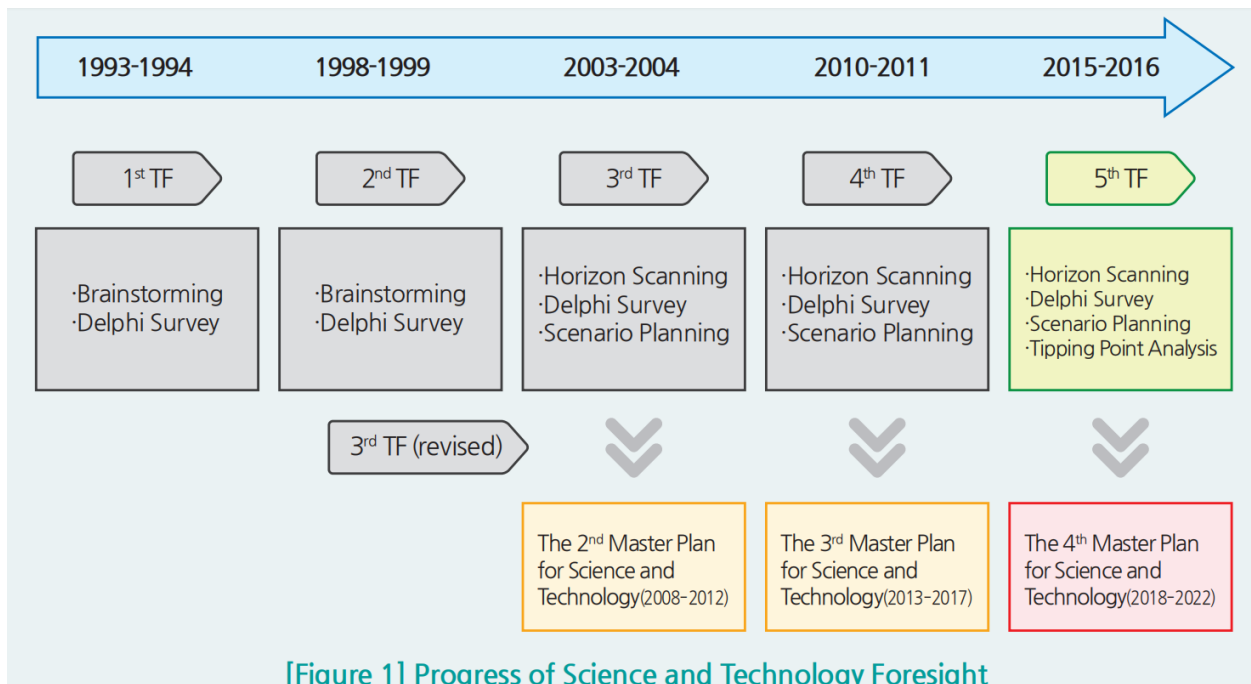 1993-1994
1998-1999
2003-2004
2010-2011
2015-2016
1st TF
2nd TF
3rd TF
4th TF
5th TF
·Brainstorming
·Delphi Survey
·Brainstorming
·Delphi Survey
·Horizon Scanning
·Delphi Survey
·Scenario Planning
·Horizon Scanning
·Delphi Survey
·Scenario Planning
·Horizon Scanning
·Delphi Survey
·Scenario Planning
·Tipping Point Analysis
3rd TF (revised)
The 2nd Master Plan
for Science and
Technology(2008-2012)
The 3rd Master Plan
for Science and
Technology(2013-2017)
The 4th Master Plan
for Science and
Technology(2018-2022)
[Figure 1] Progress of Science and Technology Foresight